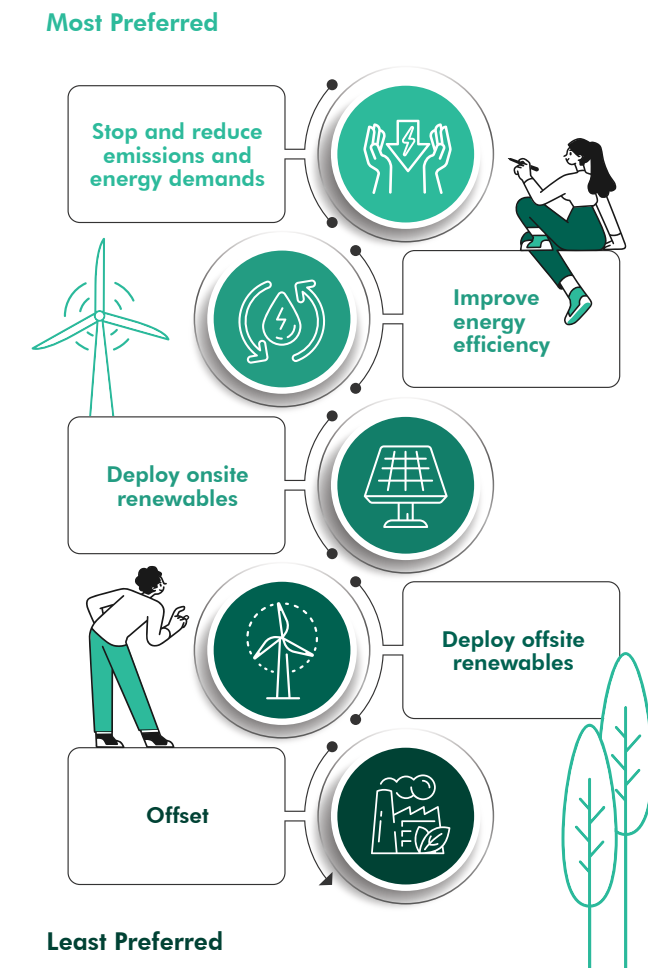 Most Preferred
Stop and reduce
emissions and
energy demands
Improve
energy
efficiency
Deploy onsite
renewables
Deploy offsite
renewables
Offset
Least Preferred